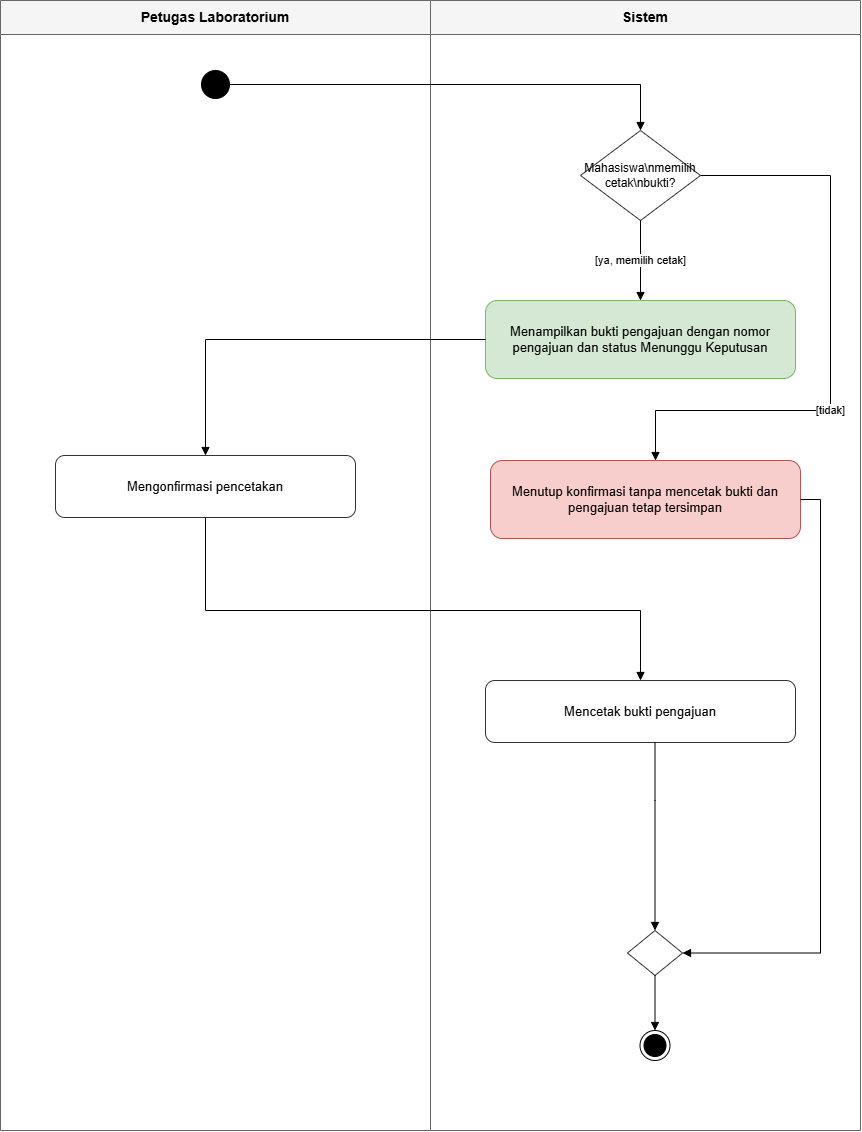 Petugas Laboratorium
Sistem
Mahasiswa\nmemilih
cetak\nbukti?
[ya, memilih cetak]
Menampilkan bukti pengajuan dengan nomor
pengajuan dan status Menunggu Keputusan
[tidak]
Mengonfirmasi pencetakan
Menutup konfirmasi tanpa mencetak bukti dan
pengajuan tetap tersimpan
Mencetak bukti pengajuan